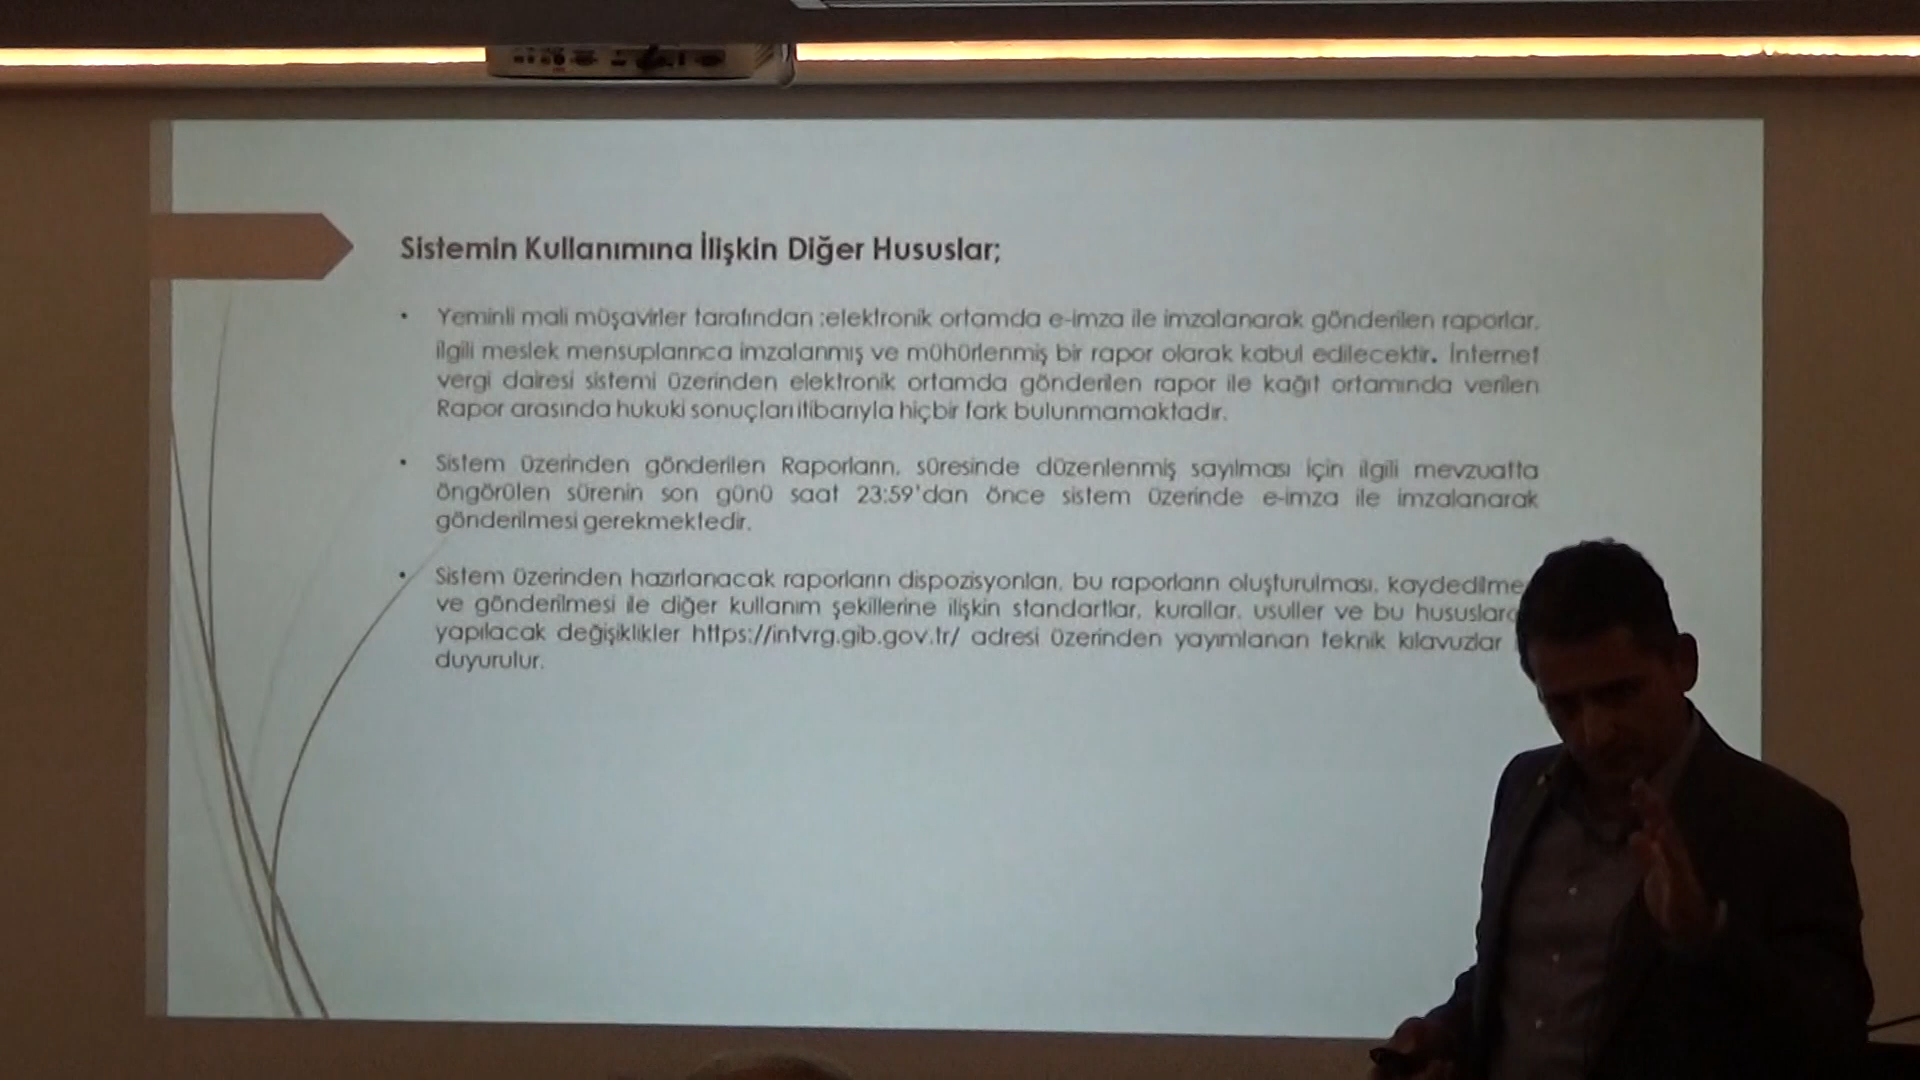 Sistemin Kullanımına İlişkin Diğer Hususlar;
• Yeminli mali müşavirler tarafından ;elektronik ortamda e-imza ile imzalanarak gönderilen raporlar,
ilgili meslek mensuplarınca imzalanmış ve mühürlenmiş bir rapor olarak kabul edilecektir. İnternet
vergi dairesi sistemi üzerinden elektronik ortamda gönderilen rapor ile kağıt ortamında verilen
Rapor arasında hukuki sonuçları itibarıyla hiçbir fark bulunmamaktadır.
• Sistem üzerinden gönderilen Raporların, süresinde düzenlenmiş sayılması için ilgili mevzuatta
öngörülen sürenin son günü saat 23:59'dan önce sistem üzerinde e-imza ile imzalanarak
gönderilmesi gerekmektedir.
• Sistem üzerinden hazırlanacak raporların dispozisyonları, bu raporların oluşturulması,
ve gönderilmesi ile diğer kullanım şekillerine ilişkin standartlar, kurallar, usuller ve bu
yapılacak değişiklikler https://intvrg.gib.gov.tr/ adresi üzerinden yayımlanan teknik kılavuzlar
duyurulur.